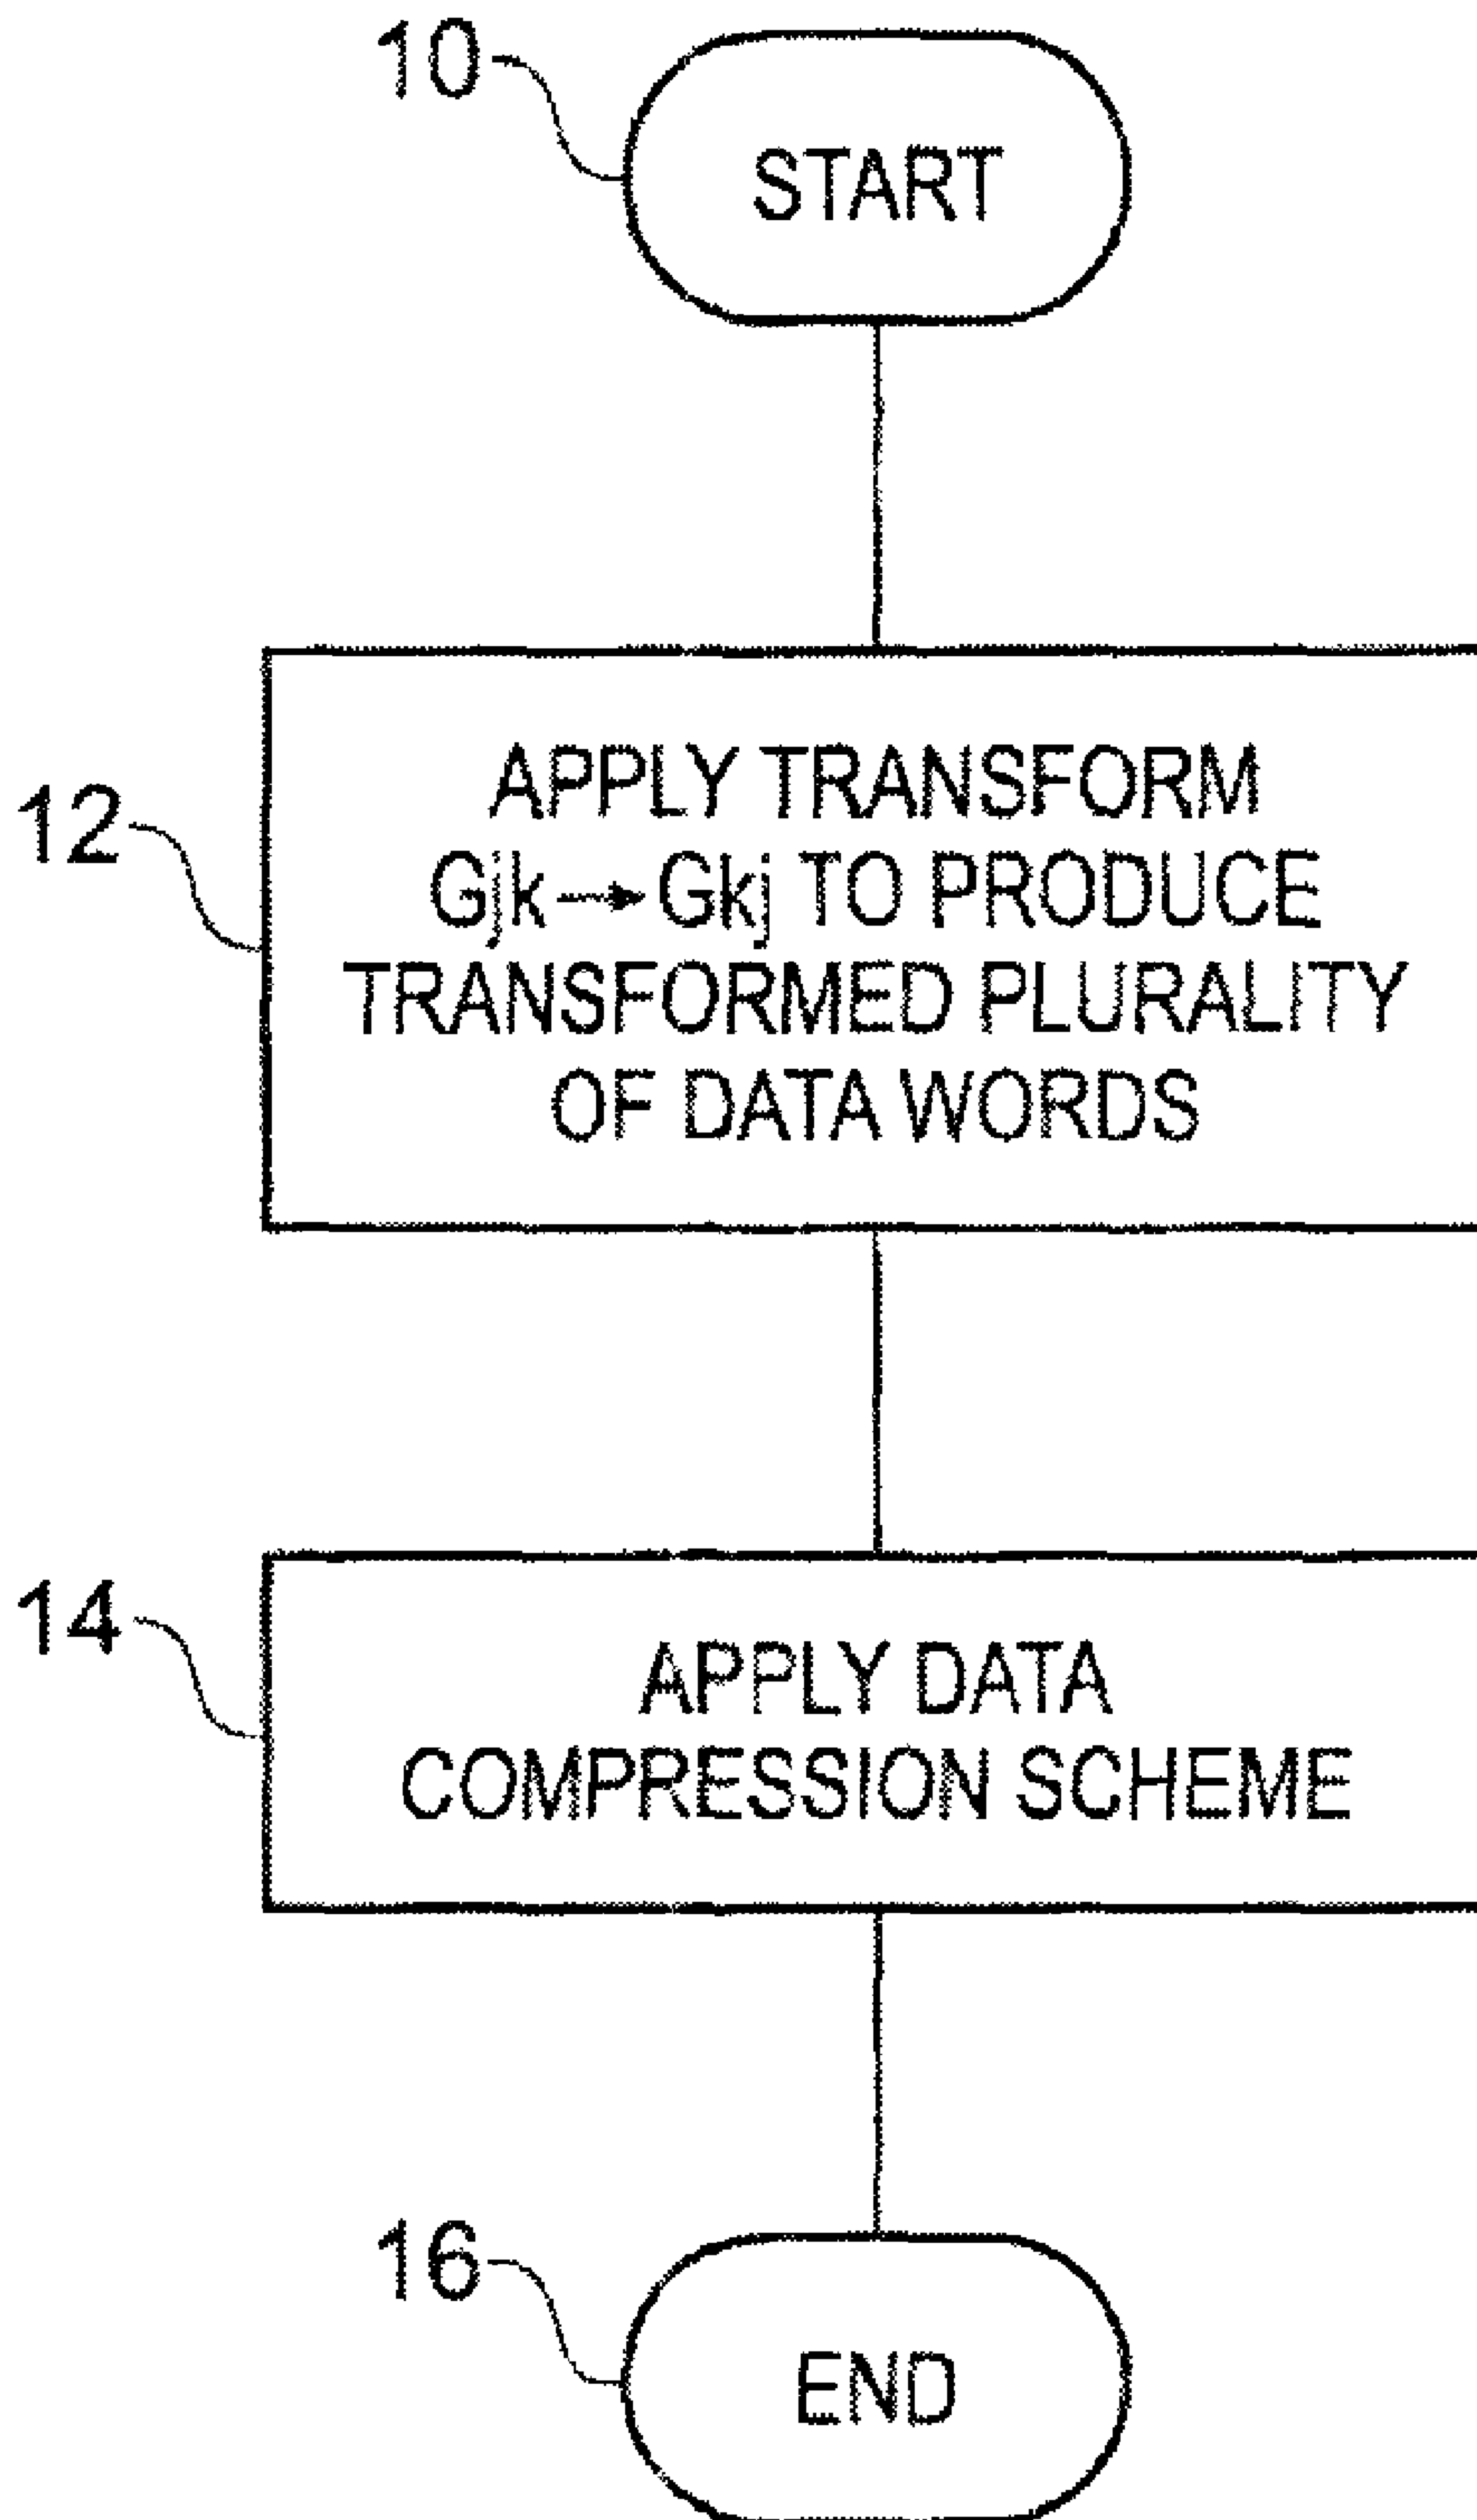 10
START
12
APPLY TRANSFORM
Gjk → Gkj TO PRODUCE
TRANSFORMED PLURALITY
OF DATA WORDS
14
APPLY DATA
COMPRESSION SCHEME
16
END